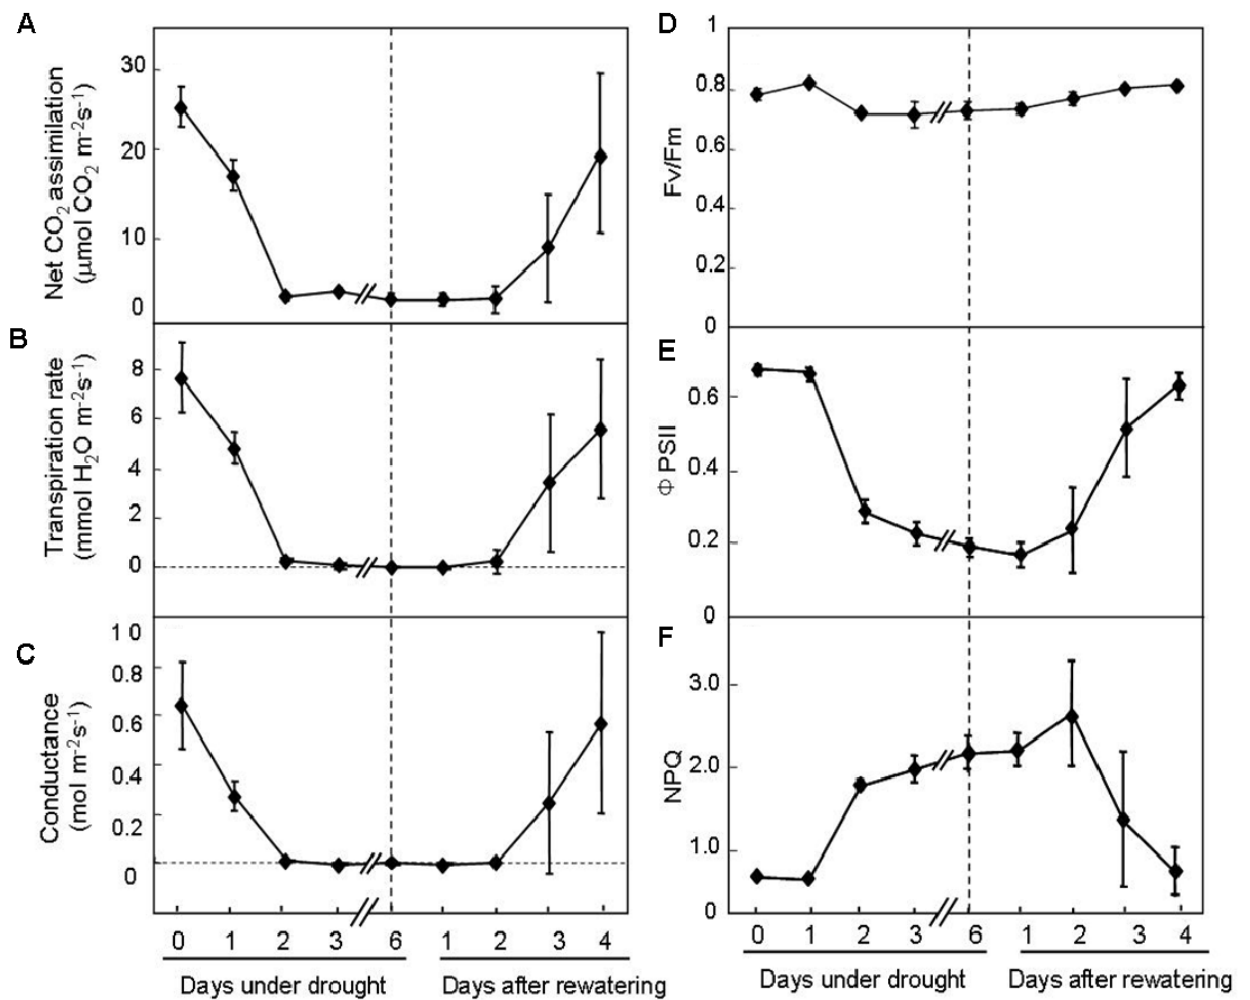 A
Net CO2 assimilation
(μmol CO2 m-2s-1)
30
20
10
0
B
Transpiration rate
(mmol H2O m-2s-1)
8
6
4
2
0
C
Conductance
(mol m-2s-1)
1.0
0.8
0.6
0.4
0.2
0
0 1 2 3 6 1 2 3 4
Days under drought Days after rewatering
D
Fv/Fm
1
0.8
0.6
0.4
0.2
0
E
Φ PSII
0.6
0.4
0.2
0
F
NPQ
3.0
2.0
1.0
0
0 1 2 3 6 1 2 3 4
Days under drought Days after rewatering